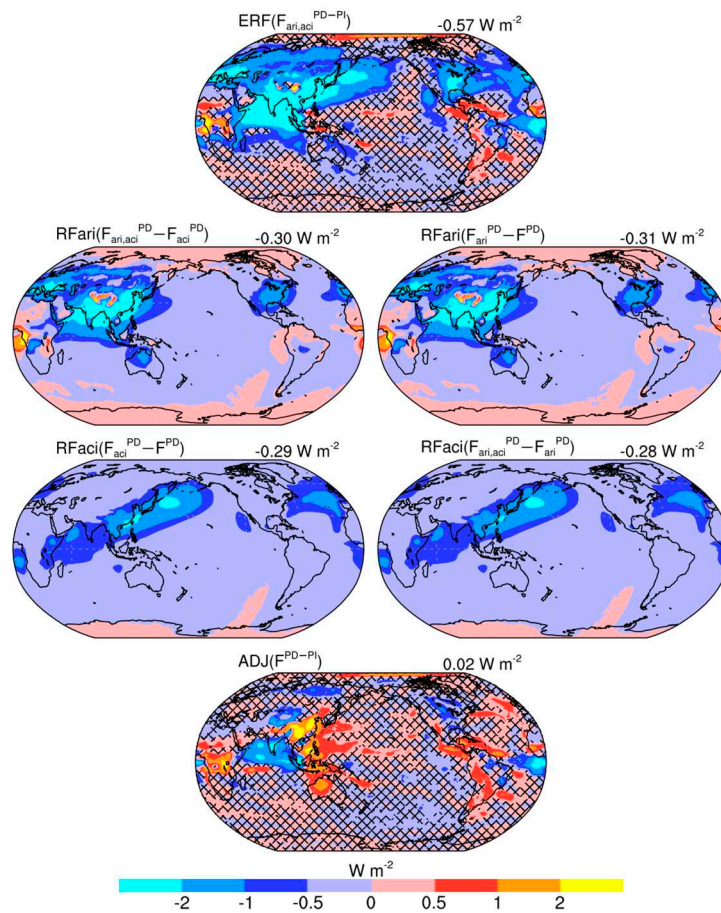 ERF(F_ari,aci^PD−PI) -0.57 W m^-2
RFari(F_ari,aci^PD−F_aci^PD) -0.30 W m^-2
RFari(F_ari^PD−F^PD) -0.31 W m^-2
RFaci(F_aci^PD−F^PD) -0.29 W m^-2
RFaci(F_ari,aci^PD−F_ari^PD) -0.28 W m^-2
ADJ(F^PD−PI) 0.02 W m^-2
W m^-2
-2 -1 -0.5 0 0.5 1 2